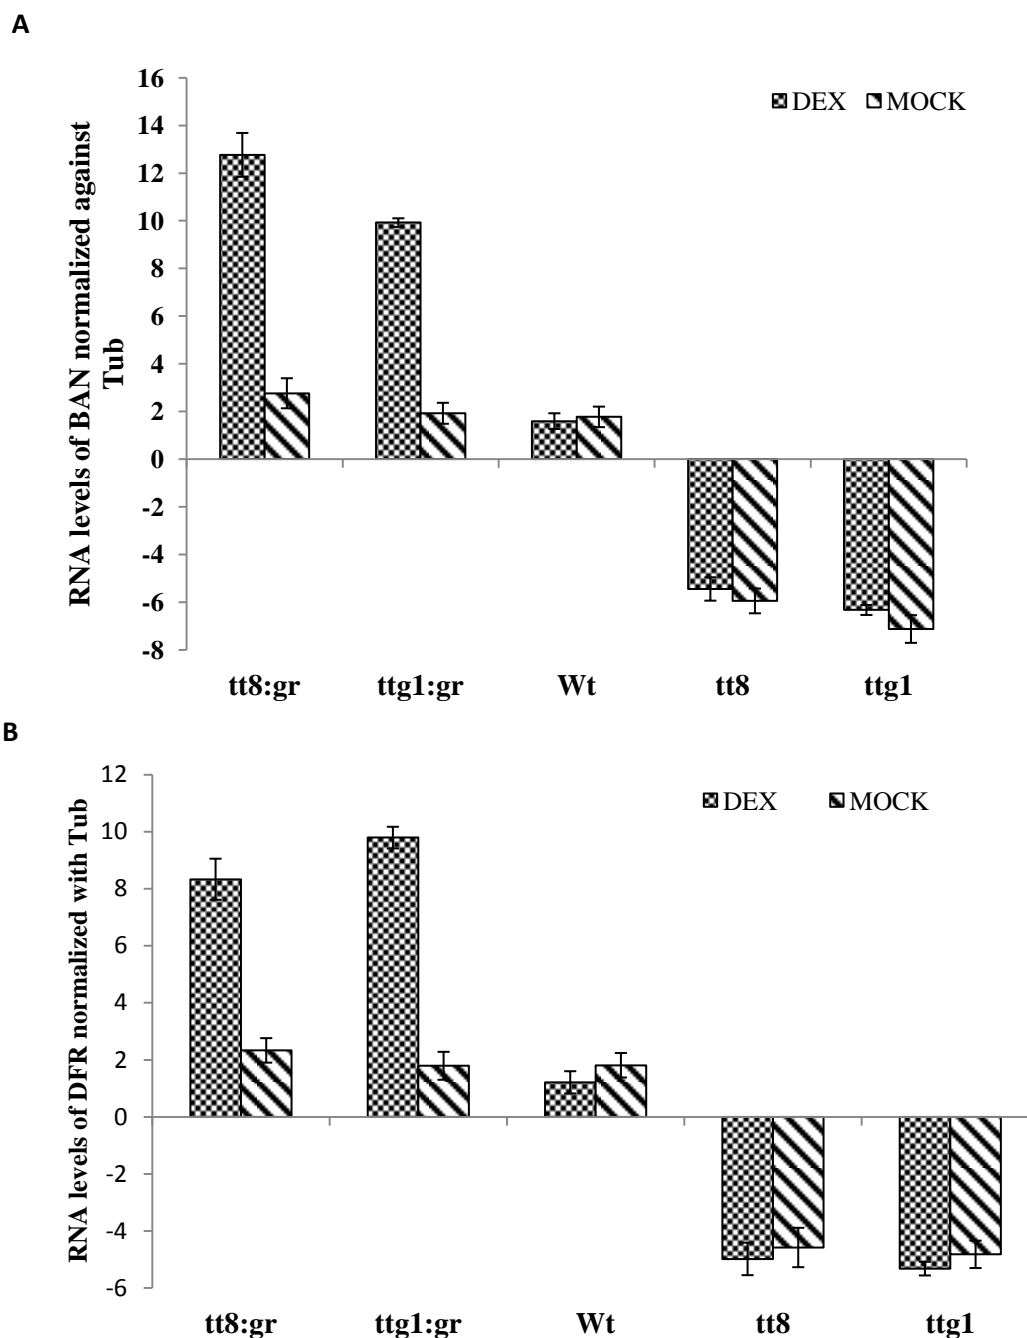 A
RNA levels of BAN normalized against
Tub
16
14
12
10
8
6
4
2
0
-2
-4
-6
-8
DEX MOCK
tt8:gr ttg1:gr Wt tt8 ttg1
B
RNA levels of DFR normalized with Tub
12
10
8
6
4
2
0
-2
-4
-6
DEX MOCK
tt8:gr ttg1:gr Wt tt8 ttg1